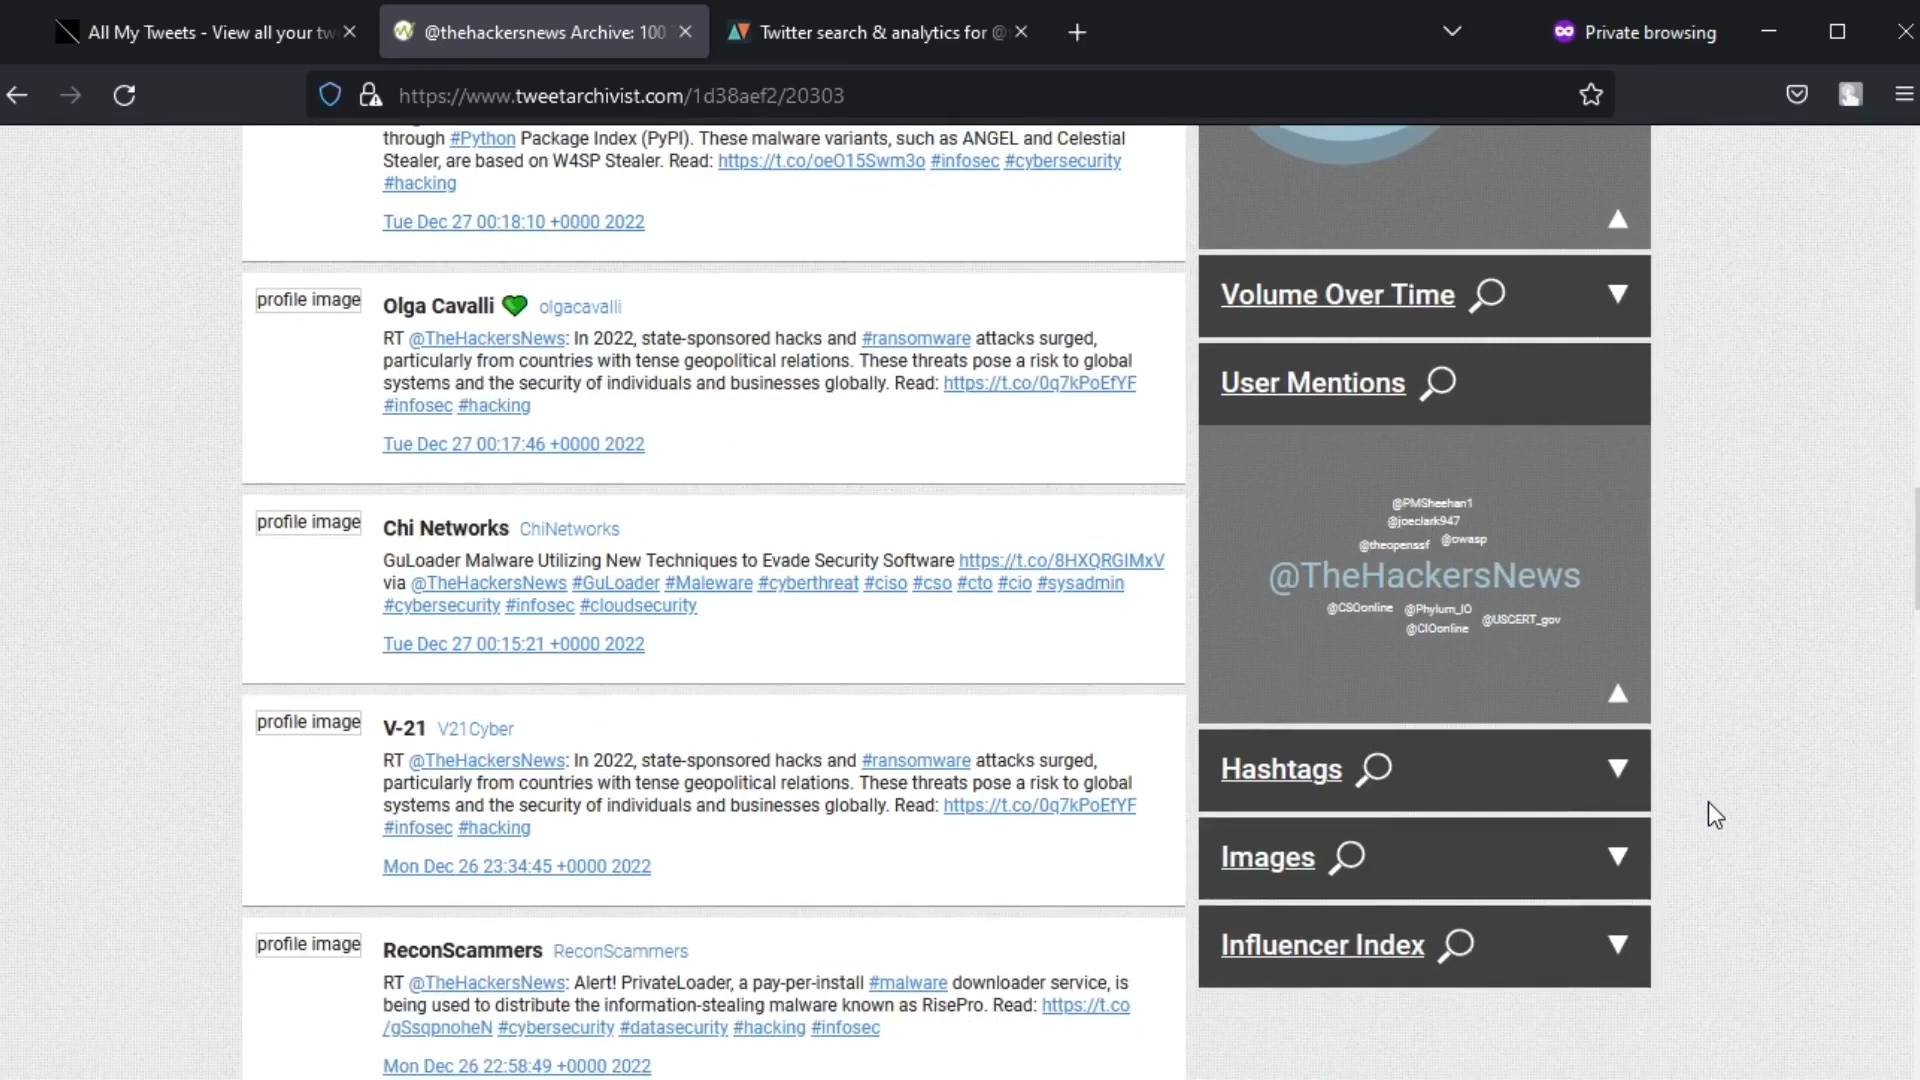 All My Tweets - View all your tw
@thehackersnews Archive: 100
Twitter search & analytics for @
Private browsing
https://www.tweetarchivist.com/1d38aef2/20303
through #Python Package Index (PyPI). These malware variants, such as ANGEL and Celestial
Stealer, are based on W4SP Stealer. Read: https://t.co/oeO15Swm3o #infosec #cybersecurity
#hacking
Tue Dec 27 00:18:10 +0000 2022
profile image
Olga Cavalli 💚 olgacavalli
RT @TheHackersNews: In 2022, state-sponsored hacks and #ransomware attacks surged,
particularly from countries with tense geopolitical relations. These threats pose a risk to global
systems and the security of individuals and businesses globally. Read: https://t.co/0q7kPoEfYF
#infosec #hacking
Tue Dec 27 00:17:46 +0000 2022
profile image
Chi Networks ChiNetworks
GuLoader Malware Utilizing New Techniques to Evade Security Software https://t.co/8HXQRGIMxV
via @TheHackersNews #GuLoader #Maleware #cyberthreat #ciso #cso #cto #cio #sysadmin
#cybersecurity #infosec #cloudsecurity
Tue Dec 27 00:15:21 +0000 2022
profile image
V-21 V21Cyber
RT @TheHackersNews: In 2022, state-sponsored hacks and #ransomware attacks surged,
particularly from countries with tense geopolitical relations. These threats pose a risk to global
systems and the security of individuals and businesses globally. Read: https://t.co/0q7kPoEfYF
#infosec #hacking
Mon Dec 26 23:34:45 +0000 2022
profile image
ReconScammers ReconScammers
RT @TheHackersNews: Alert! PrivateLoader, a pay-per-install #malware downloader service, is
being used to distribute the information-stealing malware known as RisePro. Read: https://t.co
/gSsqpnoheN #cybersecurity #datasecurity #hacking #infosec
Mon Dec 26 22:58:49 +0000 2022
Volume Over Time
User Mentions
@PMSheehan1
@joeclark947
@theopenssf @owasp
@TheHackersNews
@CSOonline @Phylum_IO @USCERT_gov
@CIOonline
Hashtags
Images
Influencer Index